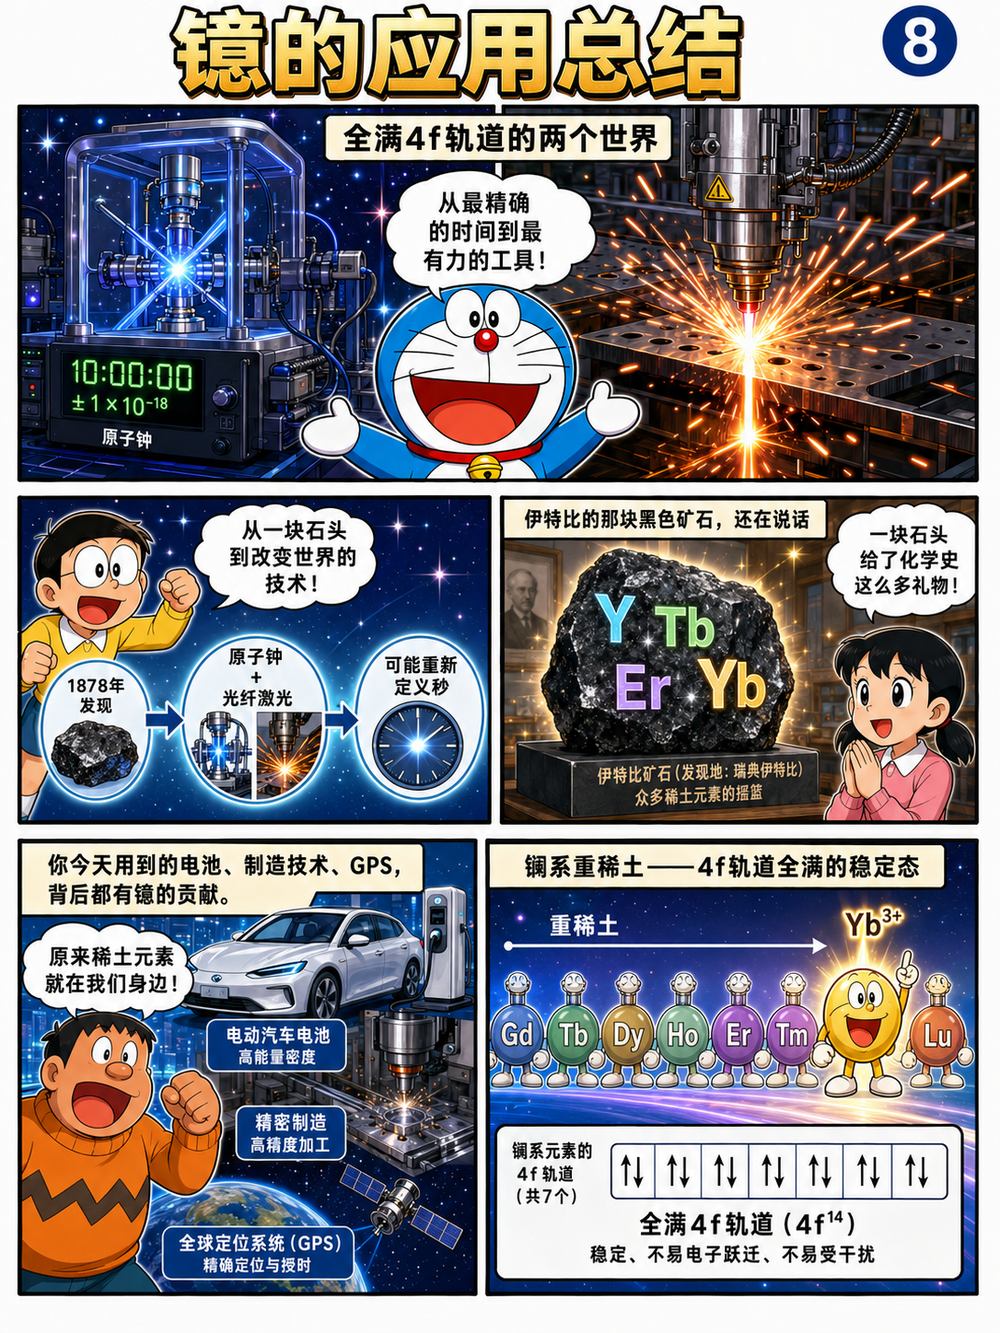 镱的应用总结
8
全满4f轨道的两个世界
从最精确
的时间到最
有力的工具！
10:00:00
±1×10⁻¹⁸
原子钟
从一块石头
到改变世界的
技术！
1878年
发现
原子钟
+
光纤激光
可能重新
定义秒
伊特比的那块黑色矿石，还在说话
一块石头
给了化学史
这么多礼物！
Y Tb
Er Yb
伊特比矿石（发现地：瑞典伊特比）
众多稀土元素的摇篮
你今天用到的电池、制造技术、GPS，
背后都有镱的贡献。
原来稀土元素
就在我们身边！
电动汽车电池
高能量密度
精密制造
高精度加工
全球定位系统（GPS）
精确定位与授时
镧系重稀土——4f轨道全满的稳定态
重稀土
Yb³⁺
Gd Tb Dy Ho Er Tm Lu
镧系元素的
4f 轨道
（共7个）
↑↓ ↑↓ ↑↓ ↑↓ ↑↓ ↑↓ ↑↓
全满4f轨道（4f¹⁴）
稳定、不易电子跃迁、不易受干扰